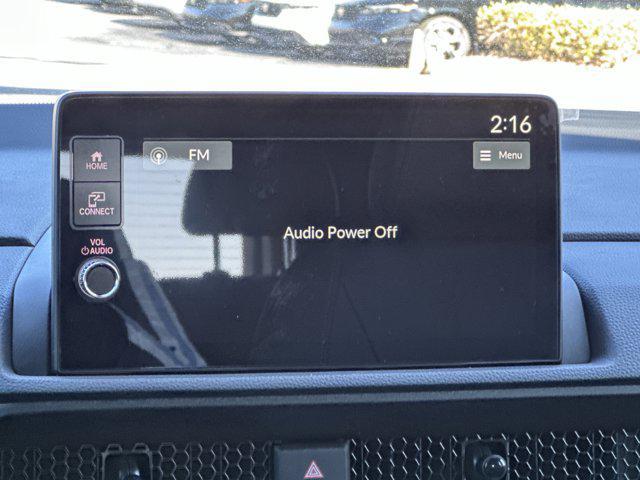 2:16
HOME
FM
Menu
CONNECT
Audio Power Off
VOL
AUDIO